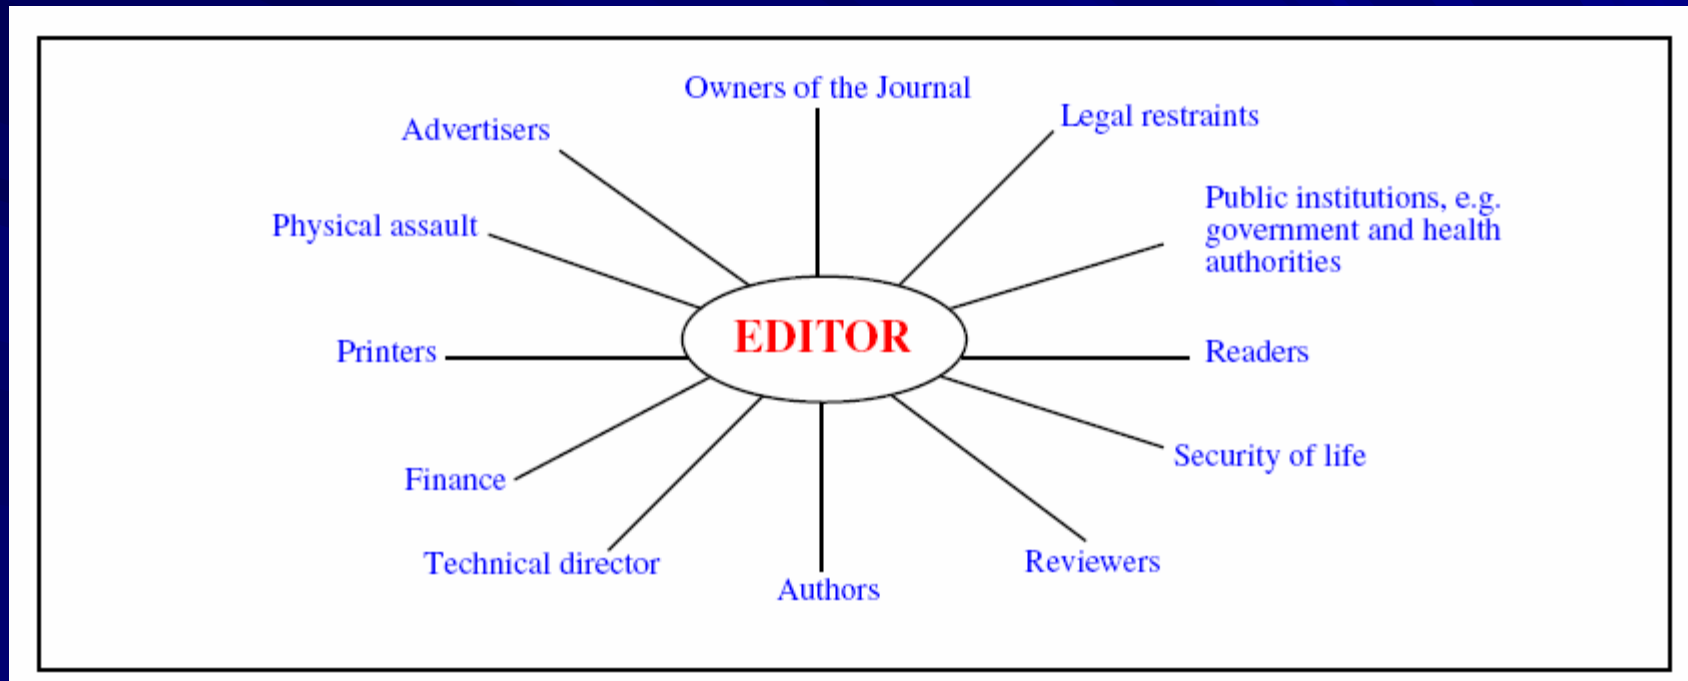 Owners of the Journal
Advertisers
Legal restraints
Physical assault
Public institutions, e.g.
government and health
authorities
EDITOR
Printers
Readers
Security of life
Finance
Technical director
Reviewers
Authors